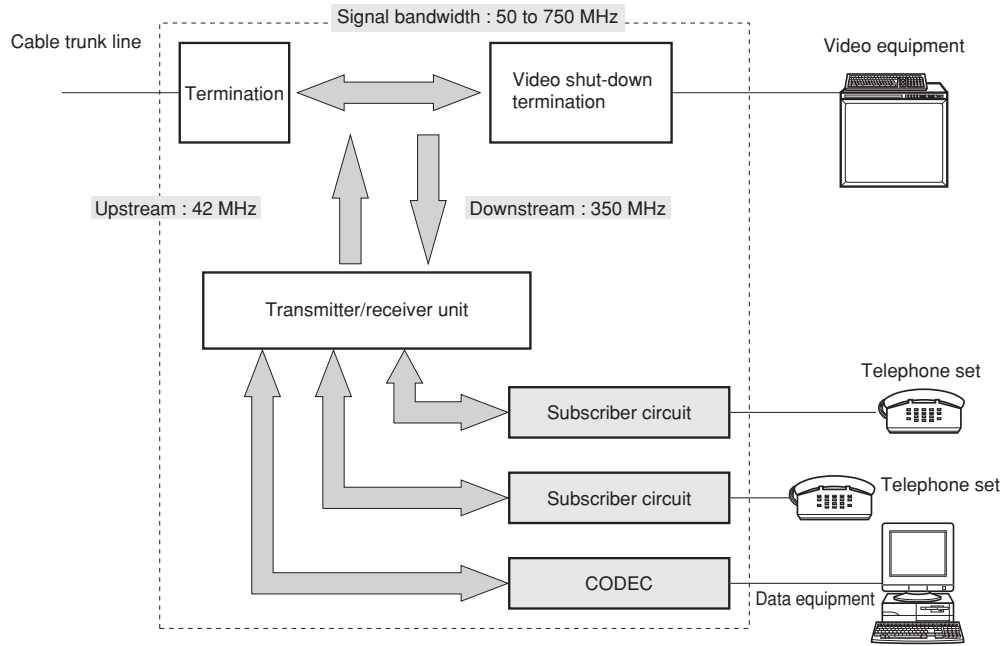 Signal bandwidth : 50 to 750 MHz
Cable trunk line
Video equipment
Termination
Video shut-down
termination
Upstream : 42 MHz
Downstream : 350 MHz
Transmitter/receiver unit
Telephone set
Subscriber circuit
Telephone set
Subscriber circuit
CODEC
Data equipment